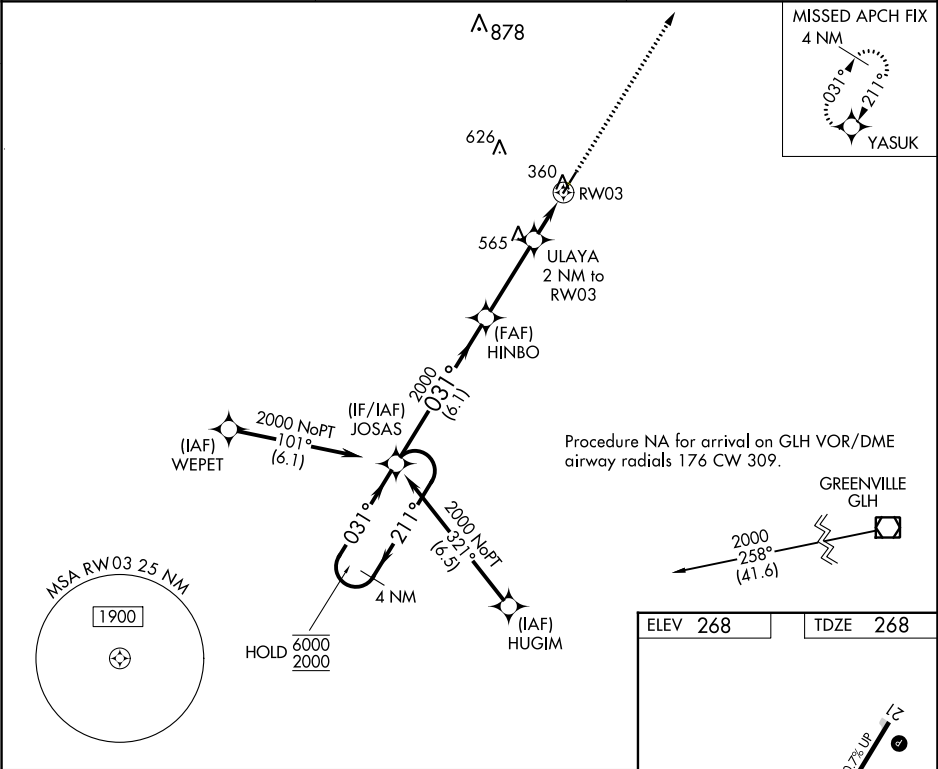 878
626
360
RW03
565
ULAYA
2 NM to
RW03
(FAF)
HINBO
2000
031°
(6.1)
(IF/IAF)
JOSAS
2000 NoPT
101°
(6.1)
(IAF)
WEPET
031°
211°
4 NM
2000 NoPT
321°
(6.5)
(IAF)
HUGIM
HOLD 6000
2000
MSA RW03 25 NM
1900
MISSED APCH FIX
4 NM
031°
211°
YASUK
Procedure NA for arrival on GLH VOR/DME
airway radials 176 CW 309.
GREENVILLE
GLH
2000
258°
(41.6)
ELEV 268
TDZE 268
21
0.7% UP
P